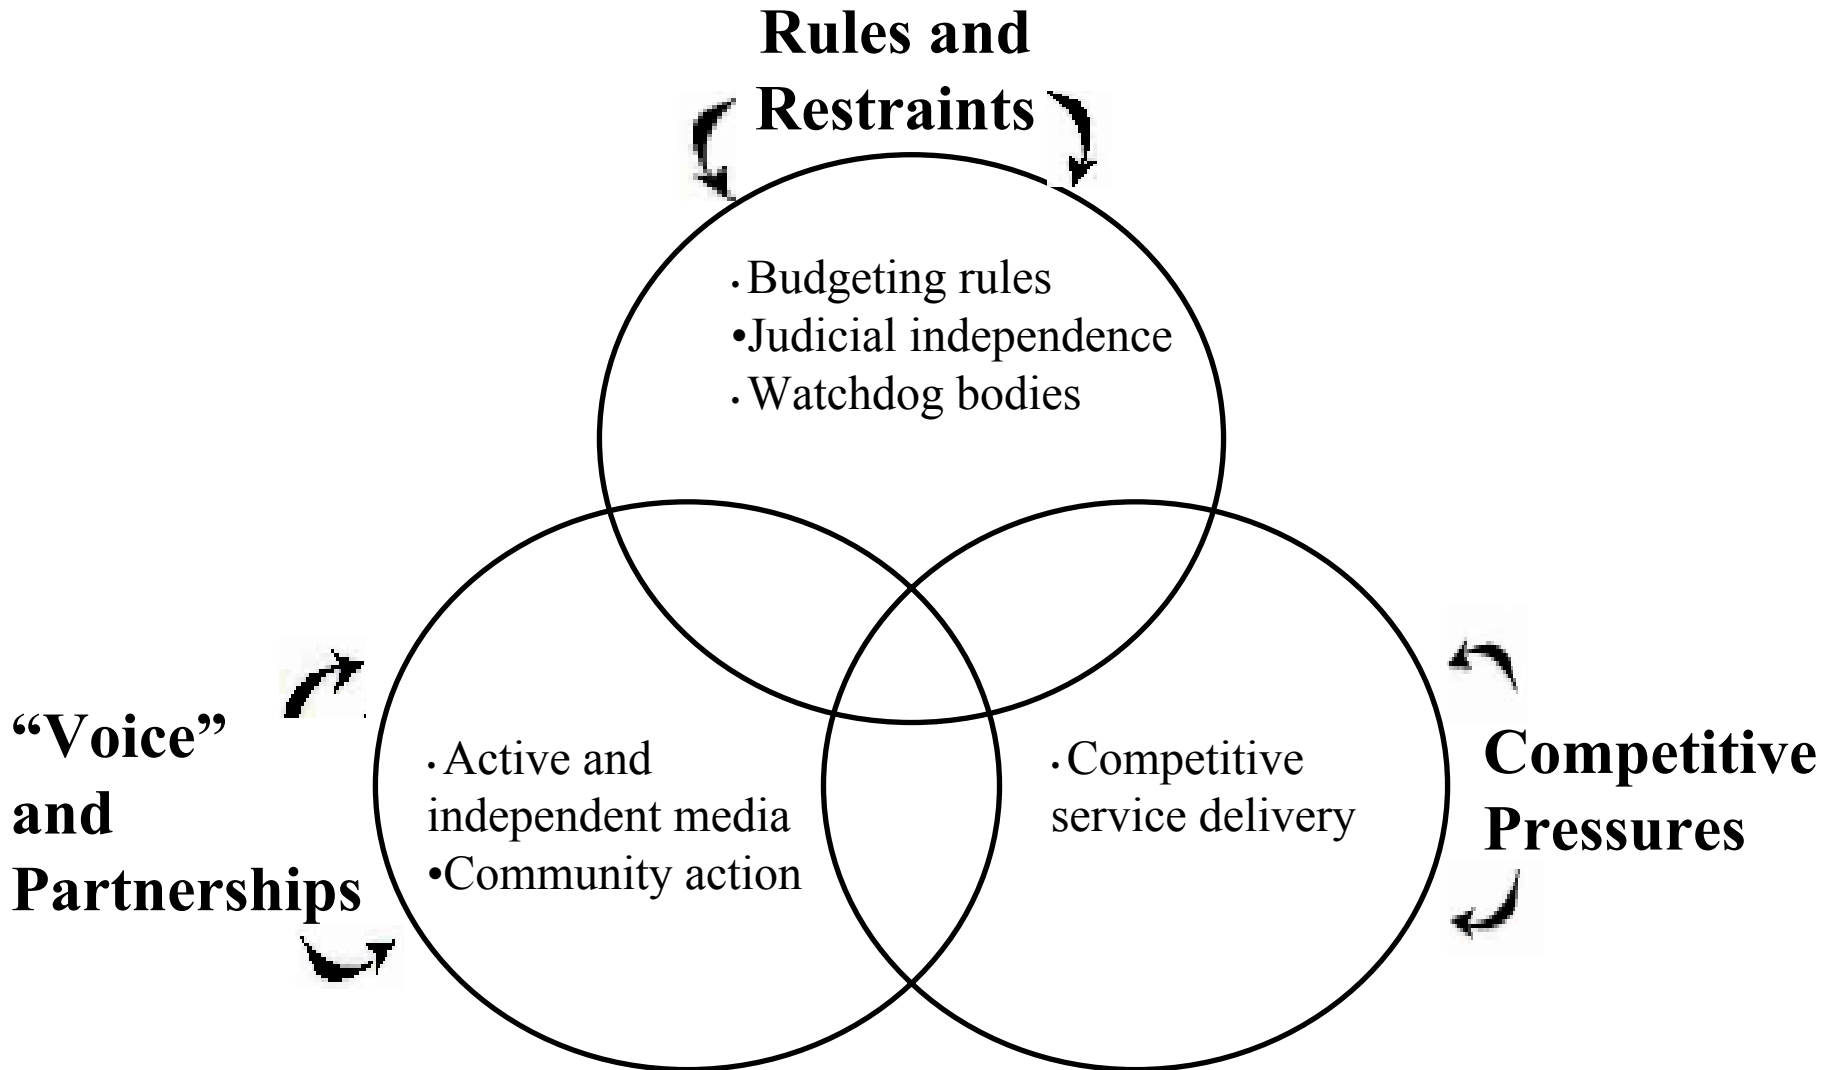 Rules and
Restraints
· Budgeting rules
•Judicial independence
· Watchdog bodies
“Voice”
and
Partnerships
· Active and
independent media
•Community action
· Competitive
service delivery
Competitive
Pressures